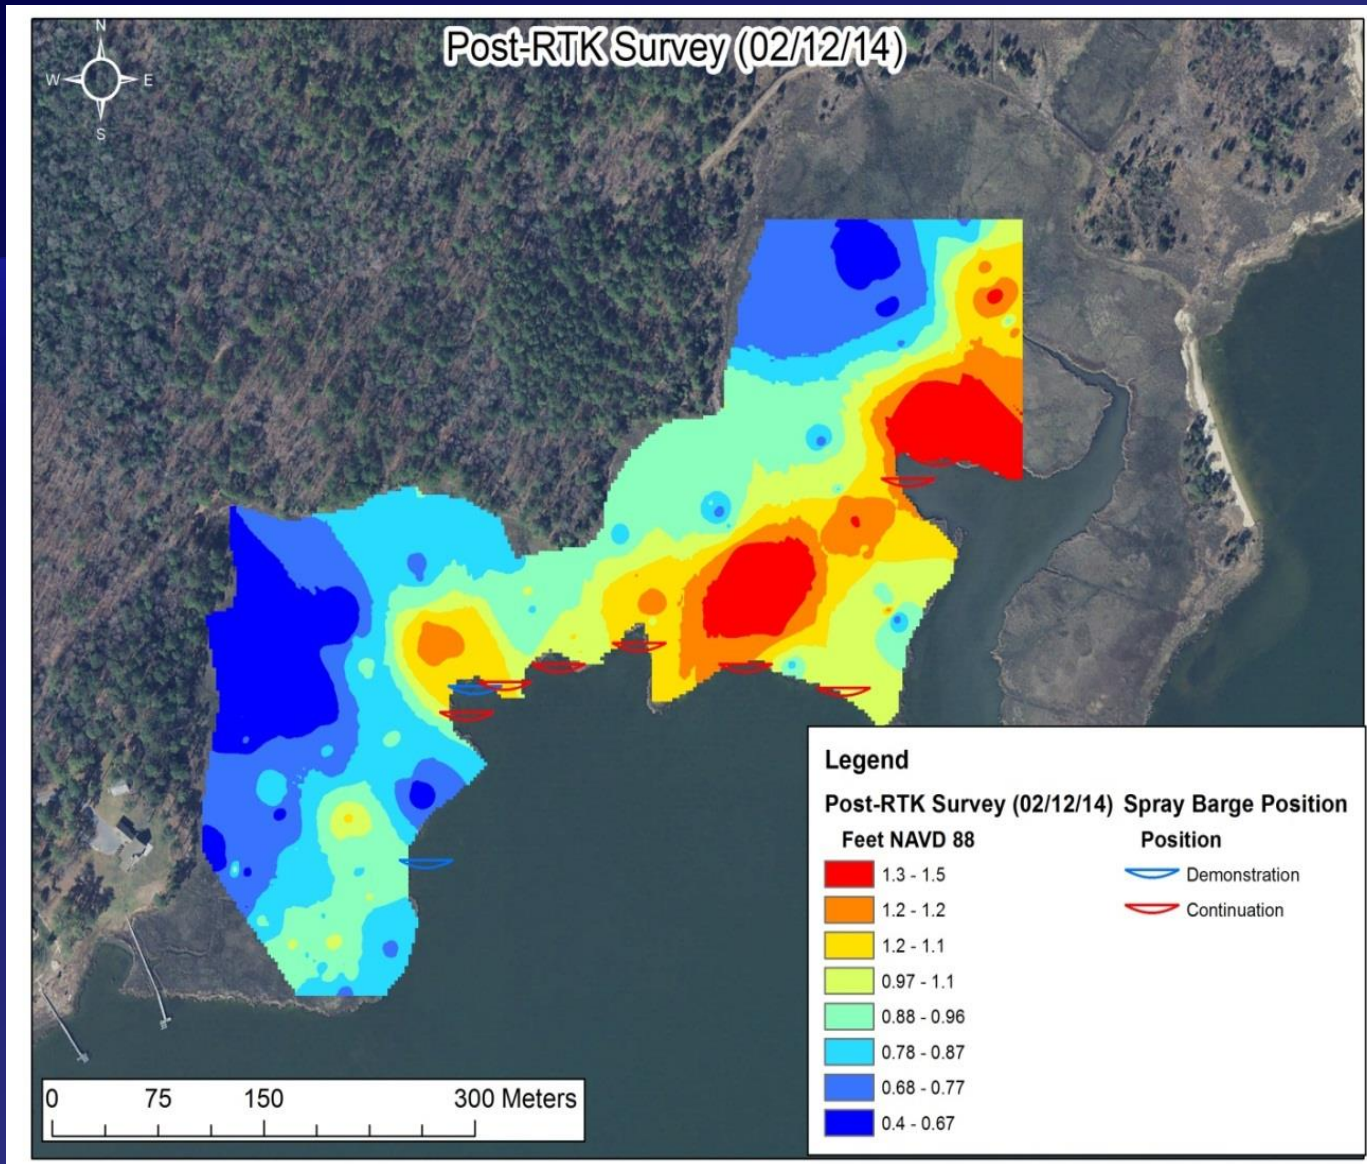 Post-RTK Survey (02/12/14)
N
W E
S
Legend
Post-RTK Survey (02/12/14) Spray Barge Position
Feet NAVD 88 Position
1.3 - 1.5 Demonstration
1.2 - 1.2 Continuation
1.2 - 1.1
0.97 - 1.1
0.88 - 0.96
0.78 - 0.87
0.68 - 0.77
0.4 - 0.67
0 75 150 300 Meters